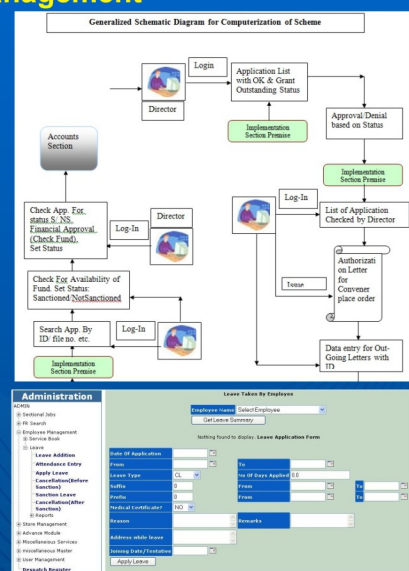 nagement
Generalized Schematic Diagram for Computerization of Scheme
Login
Director
Application List
with OK & Grant
Outstanding Status
Implementation
Section Premise
Approval/Denial
based on Status
Implementation
Section Premise
Accounts
Section
Log-In
List of Application
Checked by Director
Check App. For
status S/ NS,
Financial Approval
(Check Fund).
Set Status
Log-In
Director
Authorizati
on Letter
for
Convener
place order
Issue
Check For Availability of
Fund. Set Status:
Sanctioned/NotSanctioned
Search App. By
ID/ file no. etc.
Log-In
Implementation
Section Premise
Data entry for Out-
Going Letters with
ID
Administration
ADMIN
Sectional Jobs
FR Search
Employee Management
Service Book
Leave
Leave Addition
Attendance Entry
Apply Leave
Cancellation(Before
Sanction)
Sanction Leave
Cancellation(After
Sanction)
Reports
Store Management
Advance Module
Miscellaneous Services
miscellaneous Master
User Management
Despatch Register
Leave Taken By Employee
Employee Name SelectEmployee
Get Leave Summary
Nothing found to display. Leave Application Form
Date Of Application
From To
Leave Type CL No Of Days Applied 0.0
Suffix 0 From To
Prefix 0 From To
Medical Certificate? NO
Reason Remarks
Address while leave
Joining Date/Tentative
Apply Leave